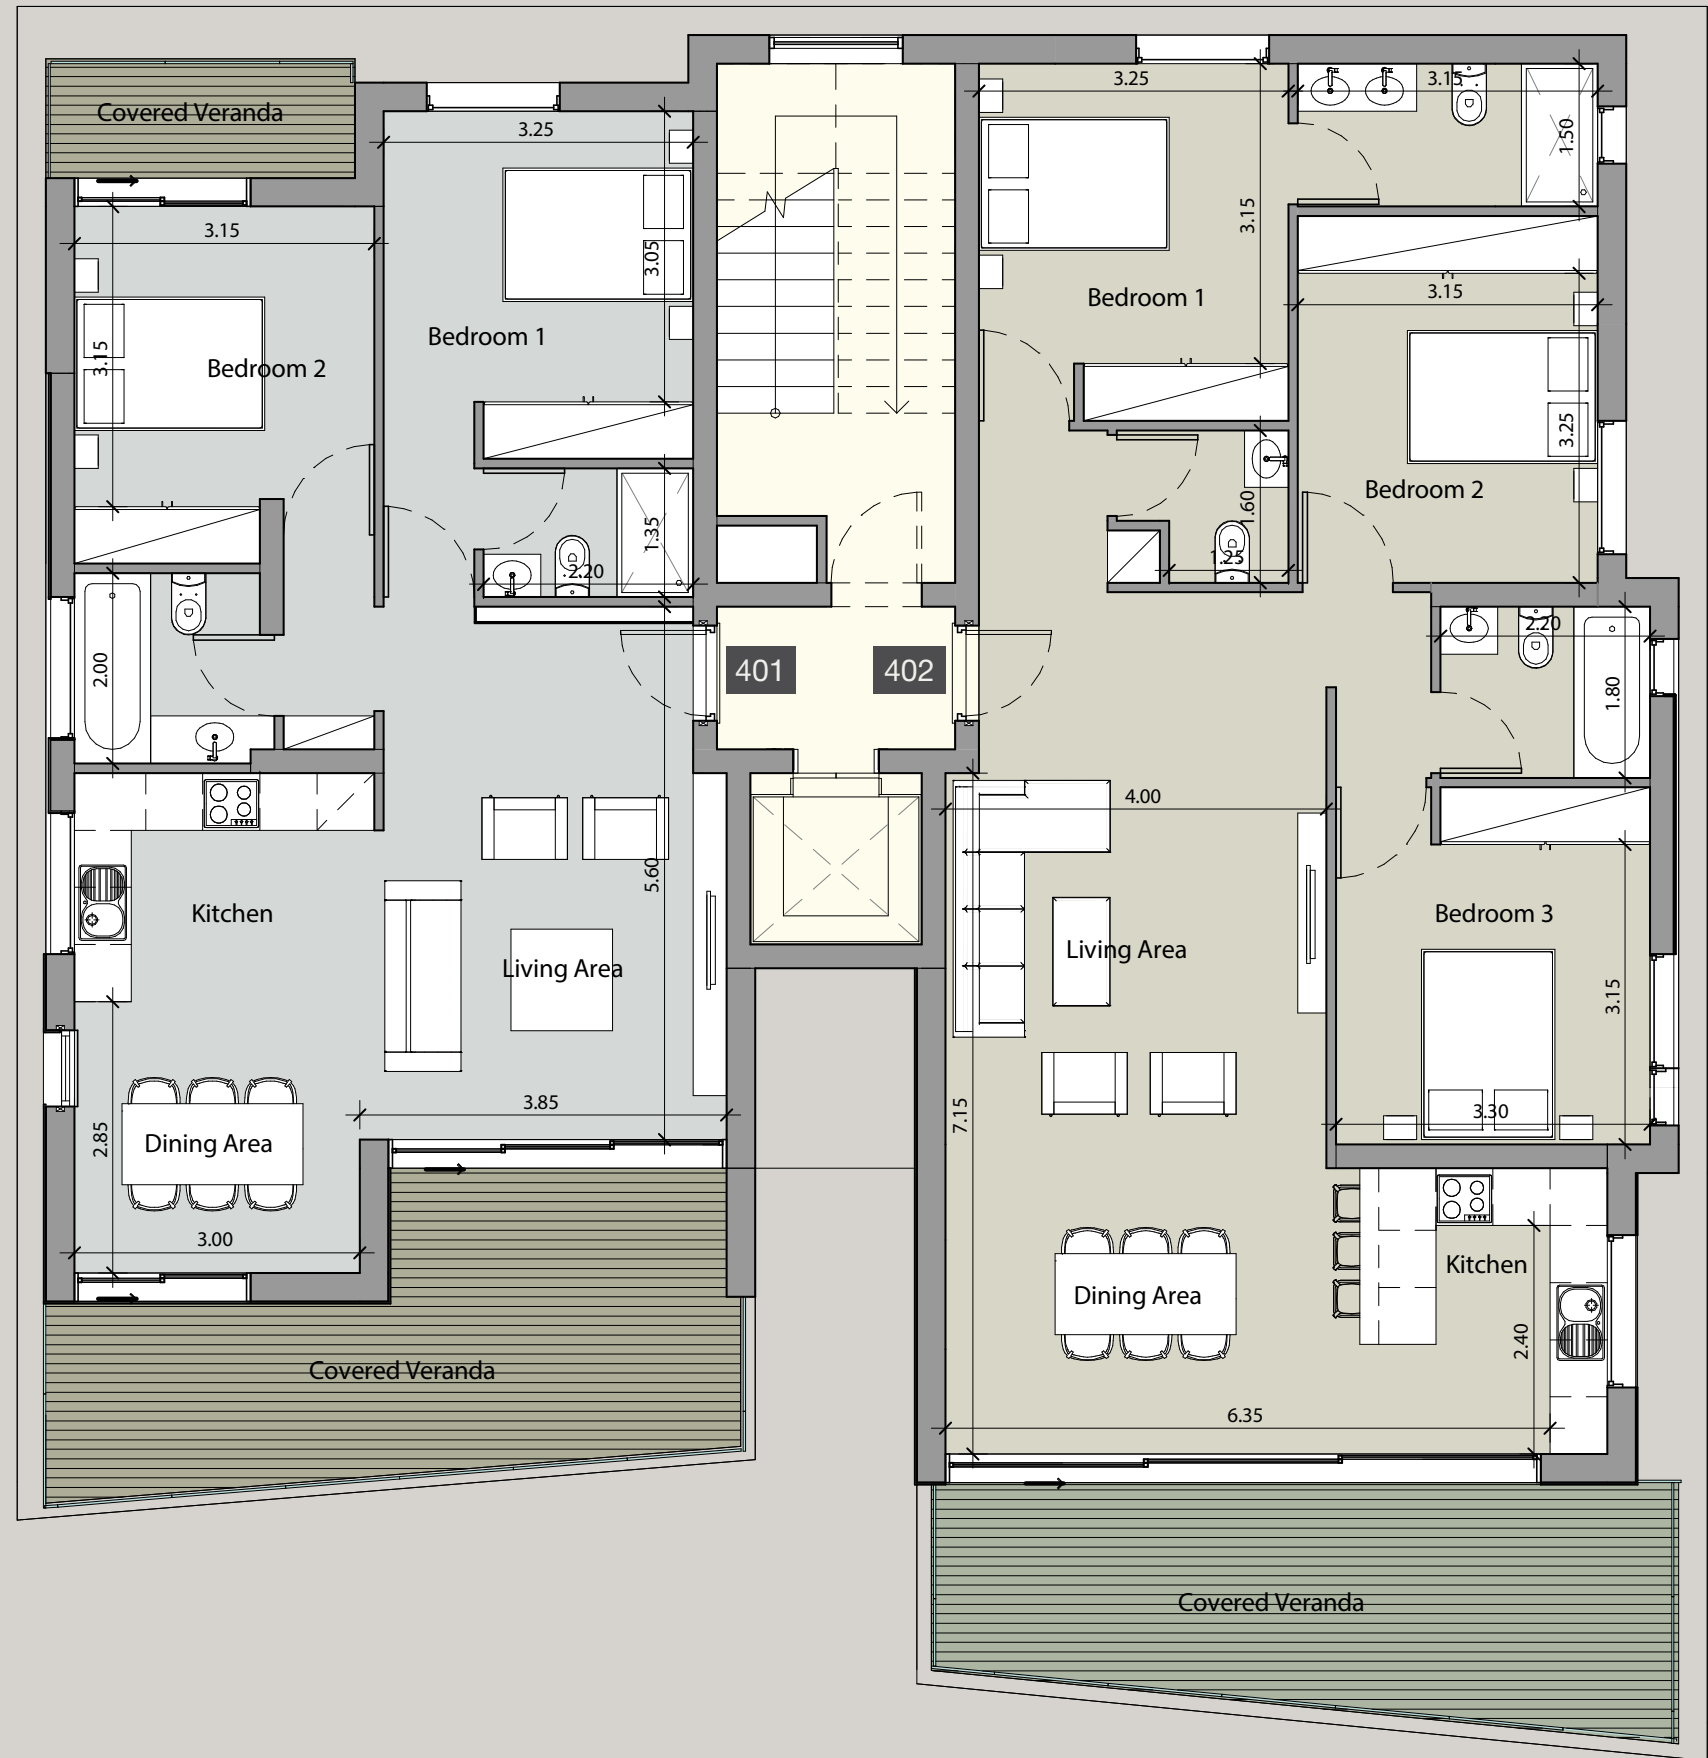 Covered Veranda
3.25
3.15
3.05
Bedroom 1
3.15
Bedroom 2
1.35
2.20
2.00
401
402
5.60
Kitchen
Living Area
3.85
2.85
Dining Area
3.00
Covered Veranda
3.25
3.15
1.50
3.15
Bedroom 1
3.15
3.25
Bedroom 2
1.60
1.25
2.20
1.80
4.00
Bedroom 3
Living Area
3.15
7.15
3.30
Kitchen
Dining Area
2.40
6.35
Covered Veranda